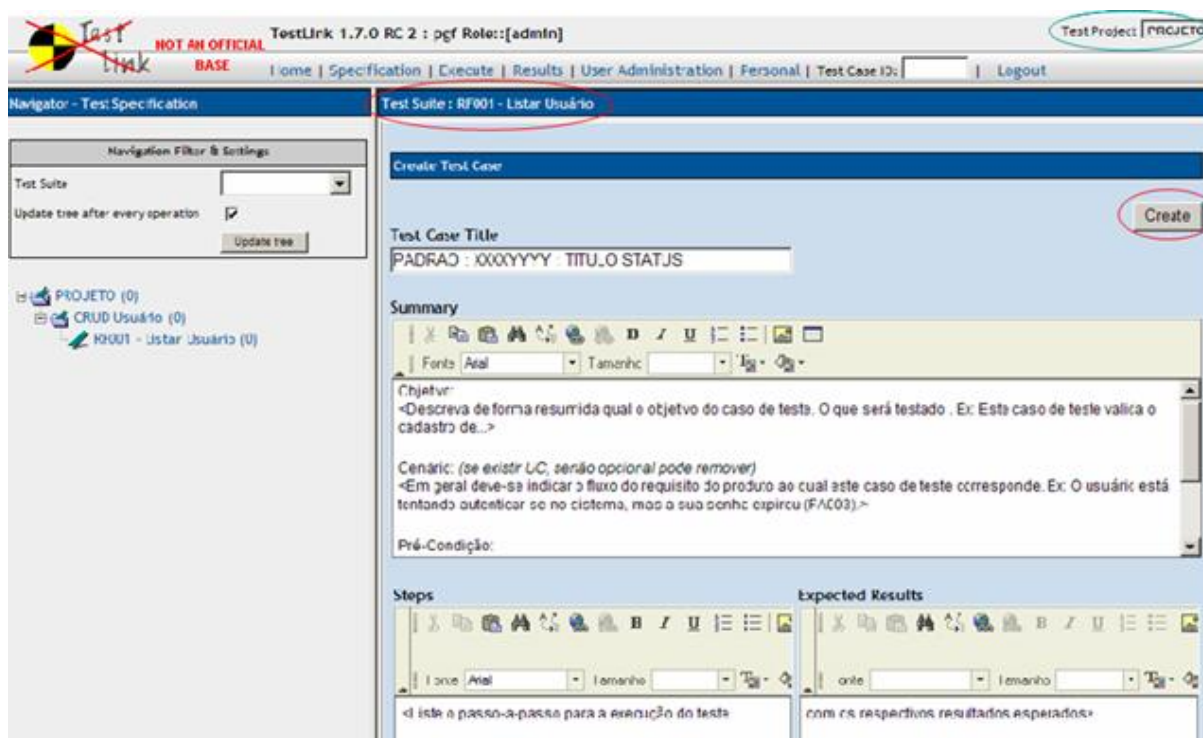 Test Link
NOT AN OFFICIAL BASE
TestLink 1.7.0 RC 2 : pgf Role::[admin]
Test Project PROJETO
Home | Specification | Execute | Results | User Administration | Personal | Test Case ID: | Logout
Navigator - Test Specification
Navigation Filter & Settings
Test Suite
Update tree after every operation
Update tree
PROJETO (0)
CRUD Usuário (0)
RF001 - Listar Usuário (0)
Test Suite : RF001 - Listar Usuário
Create Test Case
Create
Test Case Title
PADRAO : XXXXYYYY : TITULO STATUS
Summary
B I U
Fonte Arial Tamanho
Objetivo:
<Descreva de forma resumida qual o objetivo do caso de teste. O que será testado . Ex: Este caso de teste valida o
cadastro de...>
Cenário: (se existir UC, senão opcional pode remover)
<Em geral deve-se indicar o fluxo do requisito do produto ao qual este caso de teste corresponde. Ex: O usuário está
tentando autenticar se no sistema, mas a sua senha expirou (FA003).>
Pré-Condição:
Steps
B I U
Fonte Arial Tamanho
<Liste o passo-a-passo para a execução do teste
Expected Results
B I U
Fonte Tamanho
com os respectivos resultados esperados>